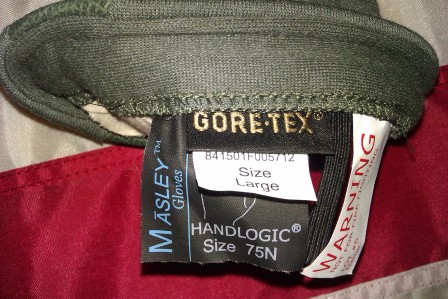 GORE-TEX®
841501F005712
Size
Large
MASLEY™
Gloves
HANDLOGIC®
Size 75N
WARNING